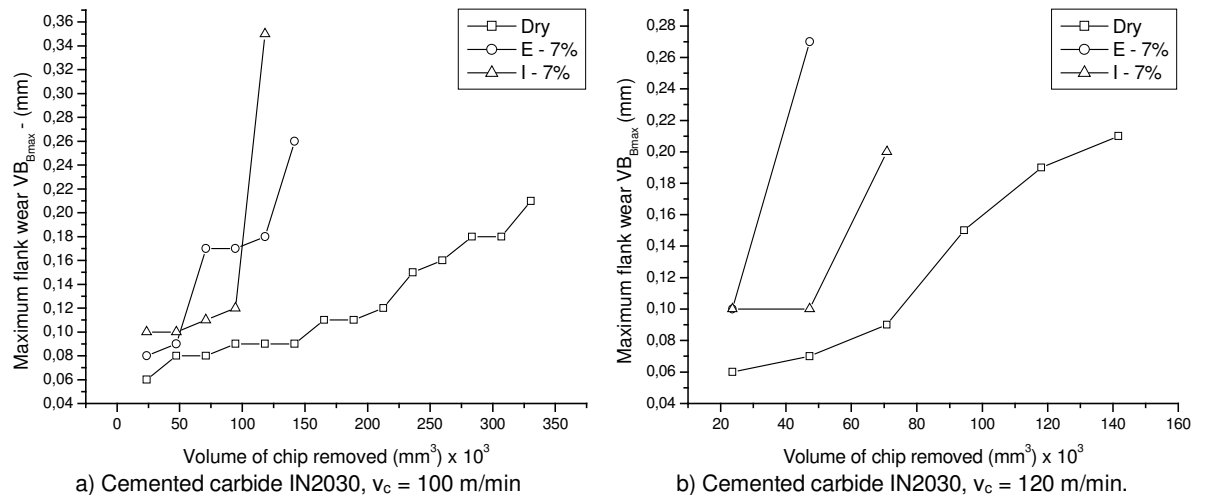 0,36
0,34
0,32
0,30
0,28
0,26
0,24
0,22
0,20
0,18
0,16
0,14
0,12
0,10
0,08
0,06
0,04
Maximum flank wear VB_Bmax - (mm)
Dry
E - 7%
I - 7%
0 50 100 150 200 250 300 350
Volume of chip removed (mm³) x 10³
a) Cemented carbide IN2030, v_c = 100 m/min
0,28
0,26
0,24
0,22
0,20
0,18
0,16
0,14
0,12
0,10
0,08
0,06
0,04
Maximum flank wear VB_Bmax (mm)
Dry
E - 7%
I - 7%
20 40 60 80 100 120 140 160
Volume of chip removed (mm³) x 10³
b) Cemented carbide IN2030, v_c = 120 m/min.